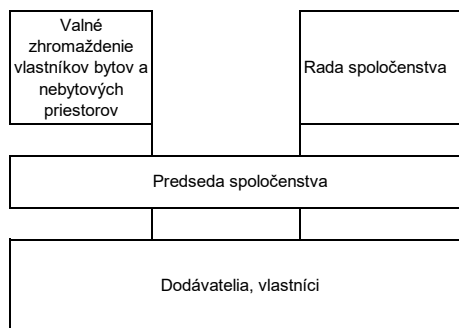 Valné
zhromaždenie
vlastníkov bytov a
nebytových
priestorov
Rada spoločenstva
Predseda spoločenstva
Dodávatelia, vlastníci